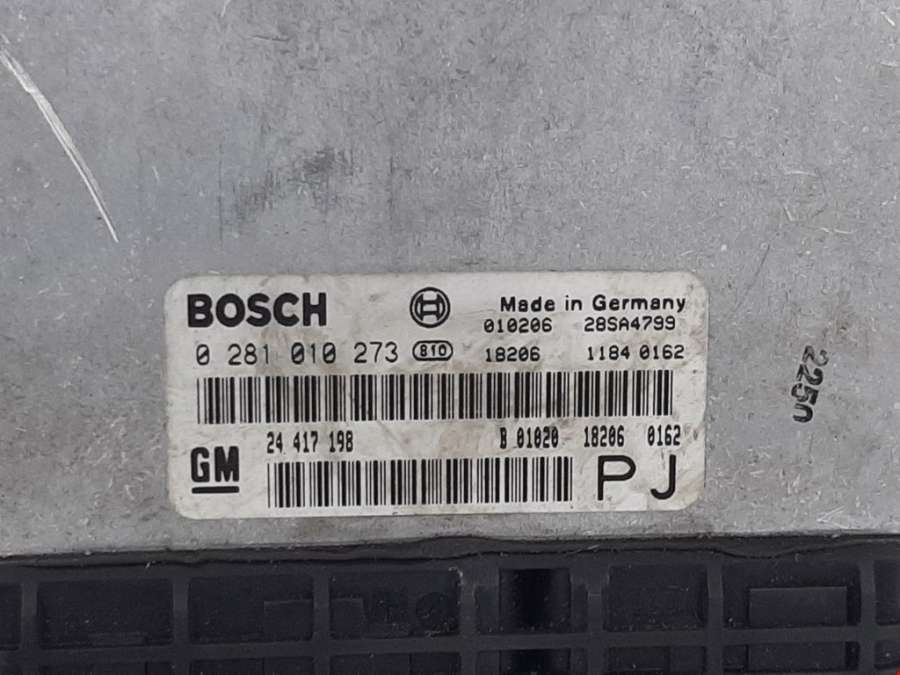 BOSCH Made in Germany
010206 28SA4799
0 281 010 273 810 18206 1184 0162
24 417 198 B 01020 18206 0162
GM PJ
225